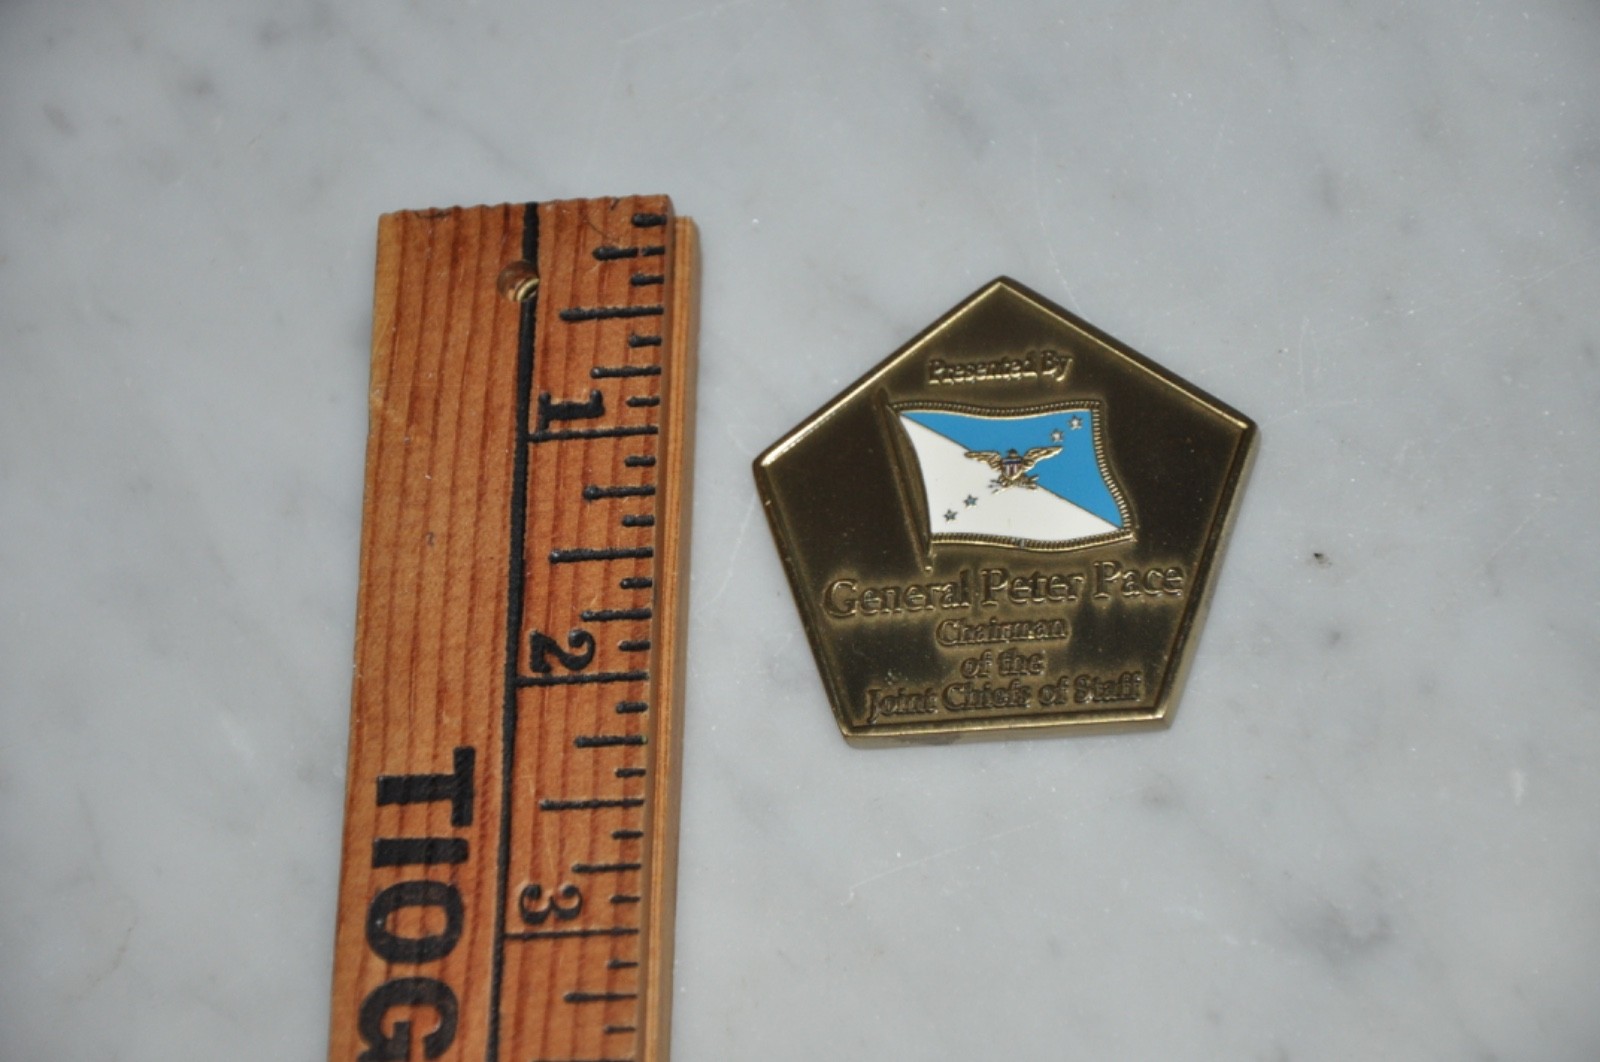 1
2
3
TIOG
Presented By
General Peter Pace
Chairman
of the
Joint Chiefs of Staff